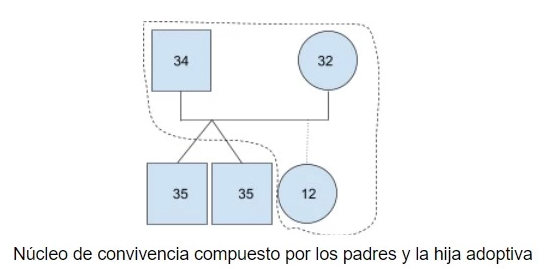 34 32
35 35 12
Núcleo de convivencia compuesto por los padres y la hija adoptiva